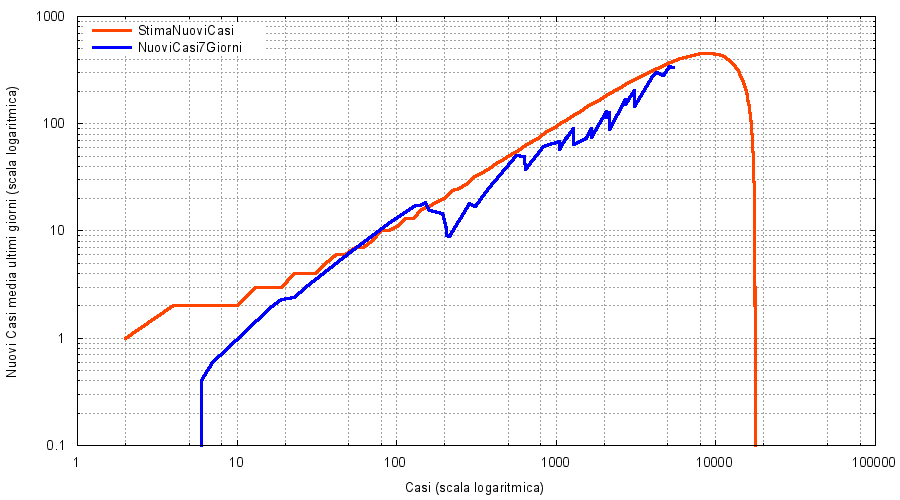 1000
StimaNuoviCasi
NuoviCasi7Giorni
100
10
1
0.1
Nuovi Casi media ultimi giorni (scala logaritmica)
1 10 100 1000 10000 100000
Casi (scala logaritmica)